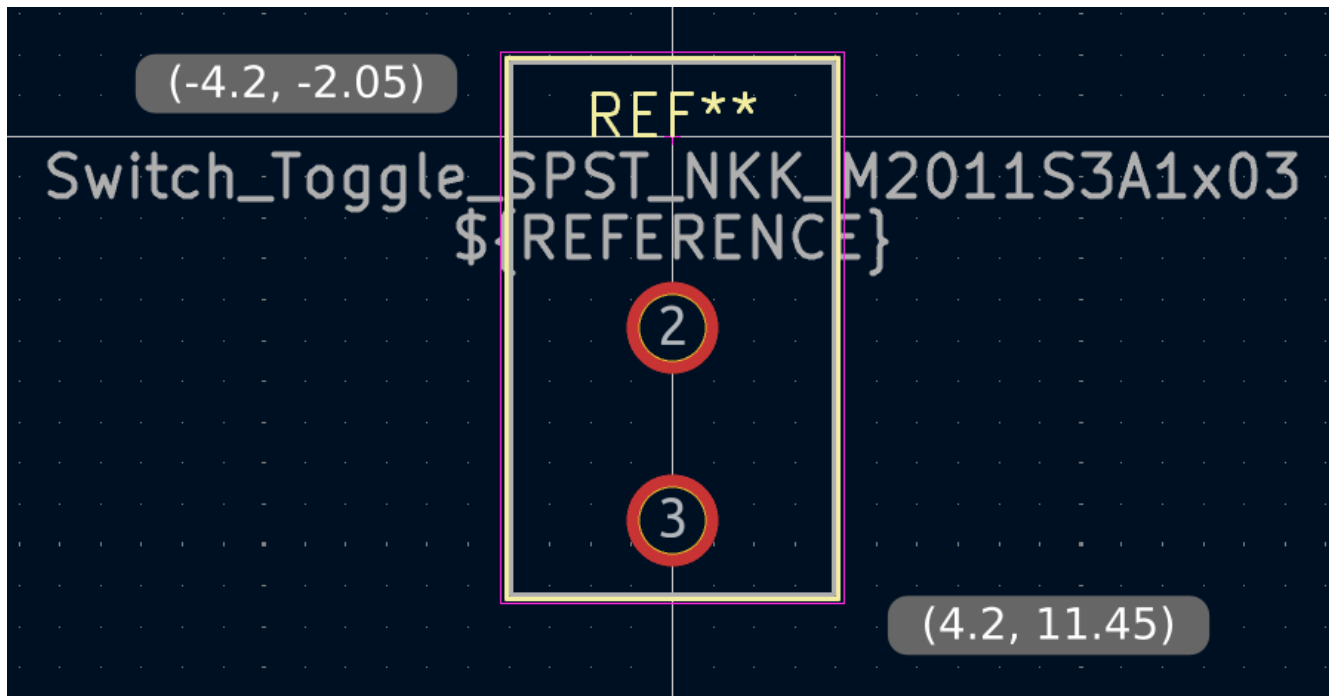 (-4.2, -2.05)
REF**
Switch_Toggle_SPST_NKK_M2011S3A1x03
${REFERENCE}
2
3
(4.2, 11.45)